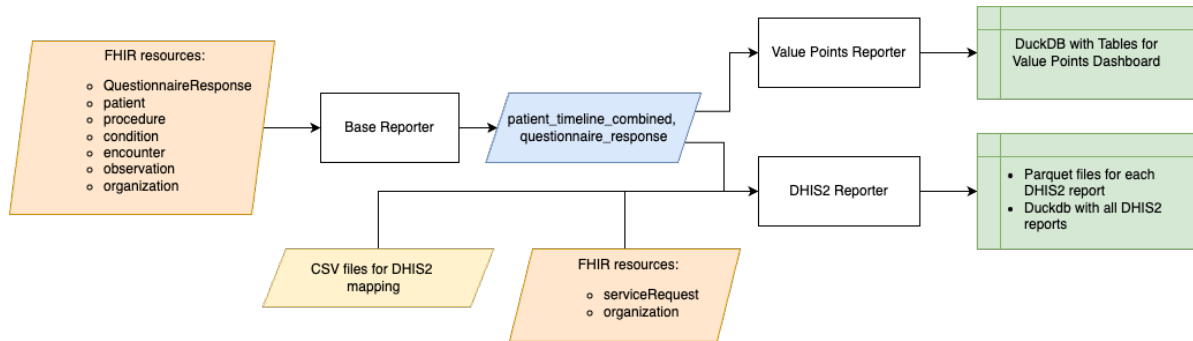 FHIR resources:
QuestionnaireResponse
patient
procedure
condition
encounter
observation
organization
Base Reporter
patient_timeline_combined,
questionnaire_response
Value Points Reporter
DuckDB with Tables for
Value Points Dashboard
DHIS2 Reporter
Parquet files for each
DHIS2 report
Duckdb with all DHIS2
reports
CSV files for DHIS2
mapping
FHIR resources:
serviceRequest
organization